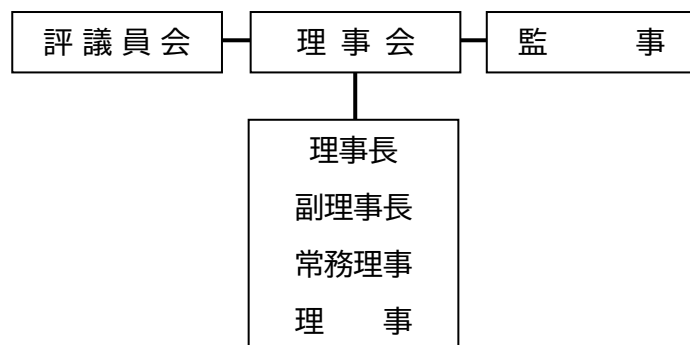 評議員会
理事会
監　　事
理事長
副理事長
常務理事
理　　事